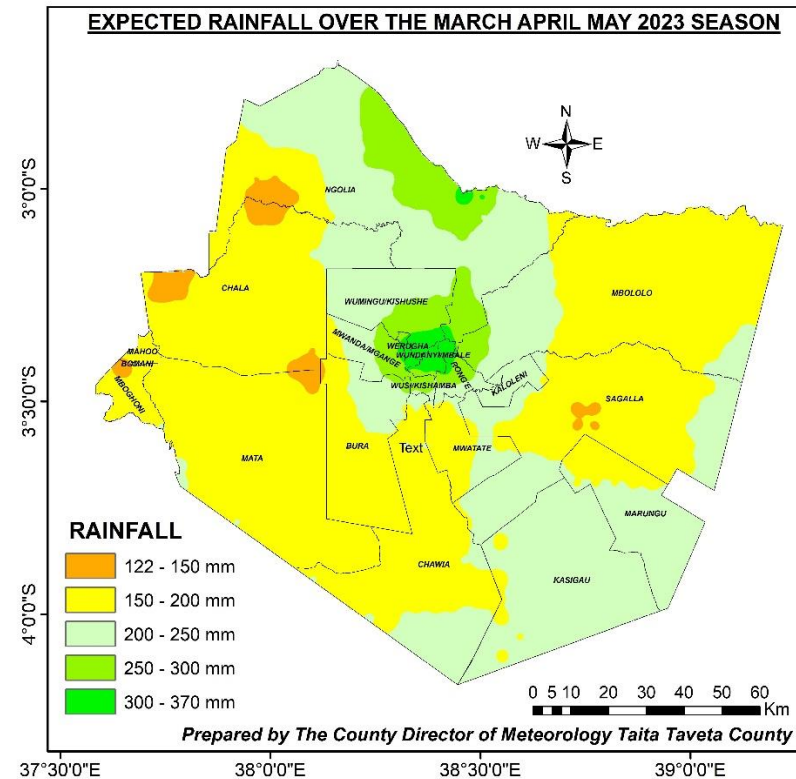 EXPECTED RAINFALL OVER THE MARCH APRIL MAY 2023 SEASON
N
W E
S
3°0'0"S
3°30'0"S
4°0'0"S
NGOLIA
CHALA
MBOLOLO
WUMINGU/KISHUSHE
MWANDA/MGANGE
WERUGHA
WUNDANYI/MBALE
RONG'E
WUSI/KISHAMBA
KALOLENI
MAHOO
BOMANI
MBOGHONI
SAGALLA
MATA
BURA
Text
MWATATE
MARUNGU
CHAWIA
KASIGAU
RAINFALL
122 - 150 mm
150 - 200 mm
200 - 250 mm
250 - 300 mm
300 - 370 mm
0 5 10 20 30 40 50 60
Km
Prepared by The County Director of Meteorology Taita Taveta County
37°30'0"E 38°0'0"E 38°30'0"E 39°0'0"E